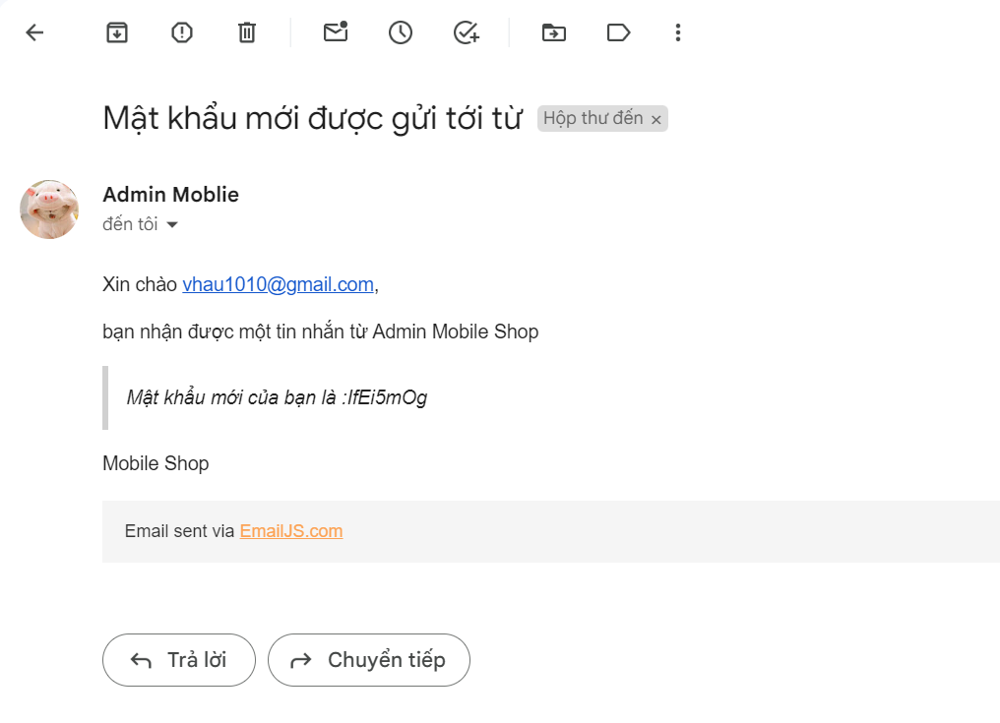 Mật khẩu mới được gửi tới từ Hộp thư đến ×
Admin Moblie
đến tôi
Xin chào vhau1010@gmail.com,
bạn nhận được một tin nhắn từ Admin Mobile Shop
Mật khẩu mới của bạn là :IfEi5mOg
Mobile Shop
Email sent via EmailJS.com
Trả lời
Chuyển tiếp